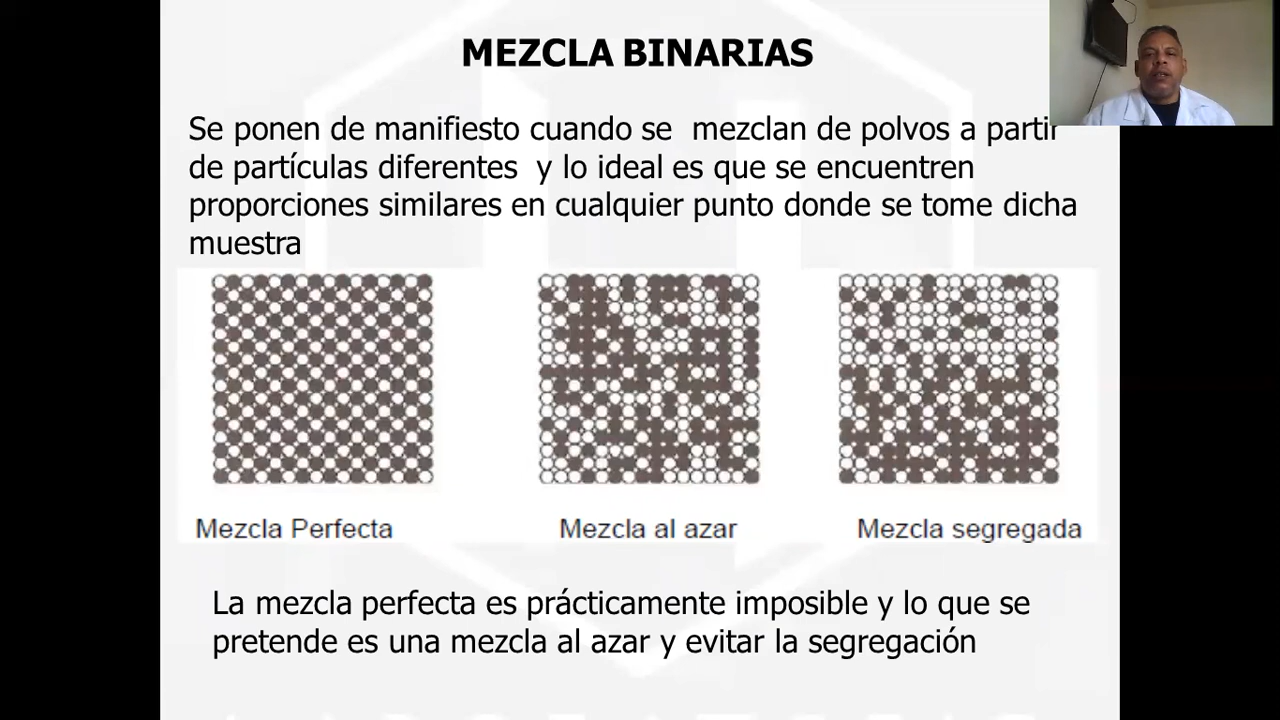 MEZCLA BINARIAS
Se ponen de manifiesto cuando se mezclan de polvos a partir
de partículas diferentes y lo ideal es que se encuentren
proporciones similares en cualquier punto donde se tome dicha
muestra
Mezcla Perfecta
Mezcla al azar
Mezcla segregada
La mezcla perfecta es prácticamente imposible y lo que se
pretende es una mezcla al azar y evitar la segregación